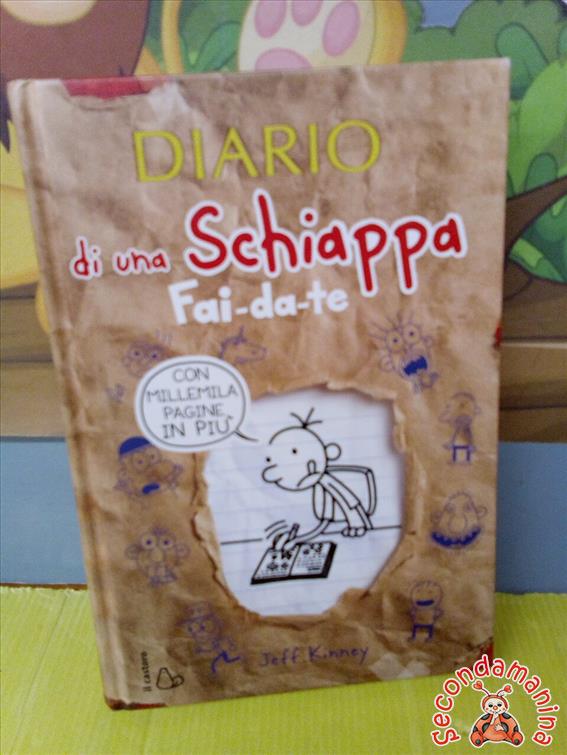 DIARIO
di una Schiappa
Fai-da-te
CON
MILLEMILA
PAGINE
IN PIÙ
Jeff Kinney
il castoro
Secondamanina